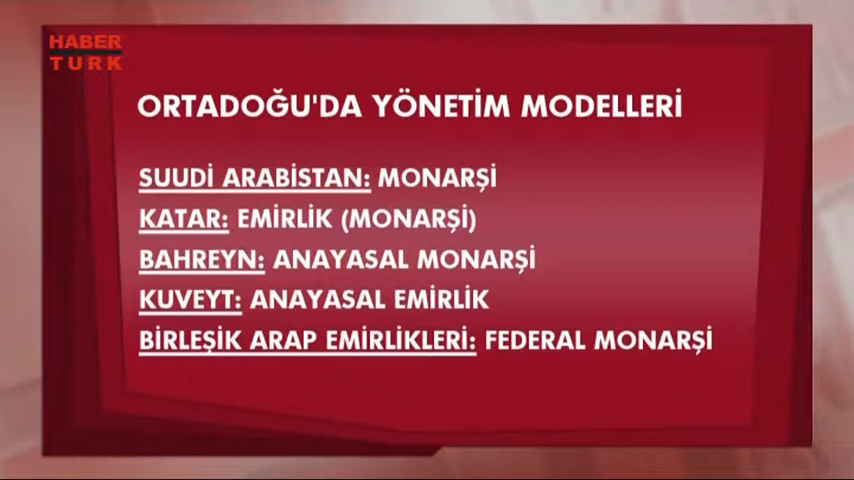 HABER
TURK
ORTADOĞU'DA YÖNETİM MODELLERİ
SUUDİ ARABİSTAN: MONARŞİ
KATAR: EMİRLİK (MONARŞİ)
BAHREYN: ANAYASAL MONARŞİ
KUVEYT: ANAYASAL EMİRLİK
BİRLEŞİK ARAP EMİRLİKLERİ: FEDERAL MONARŞİ